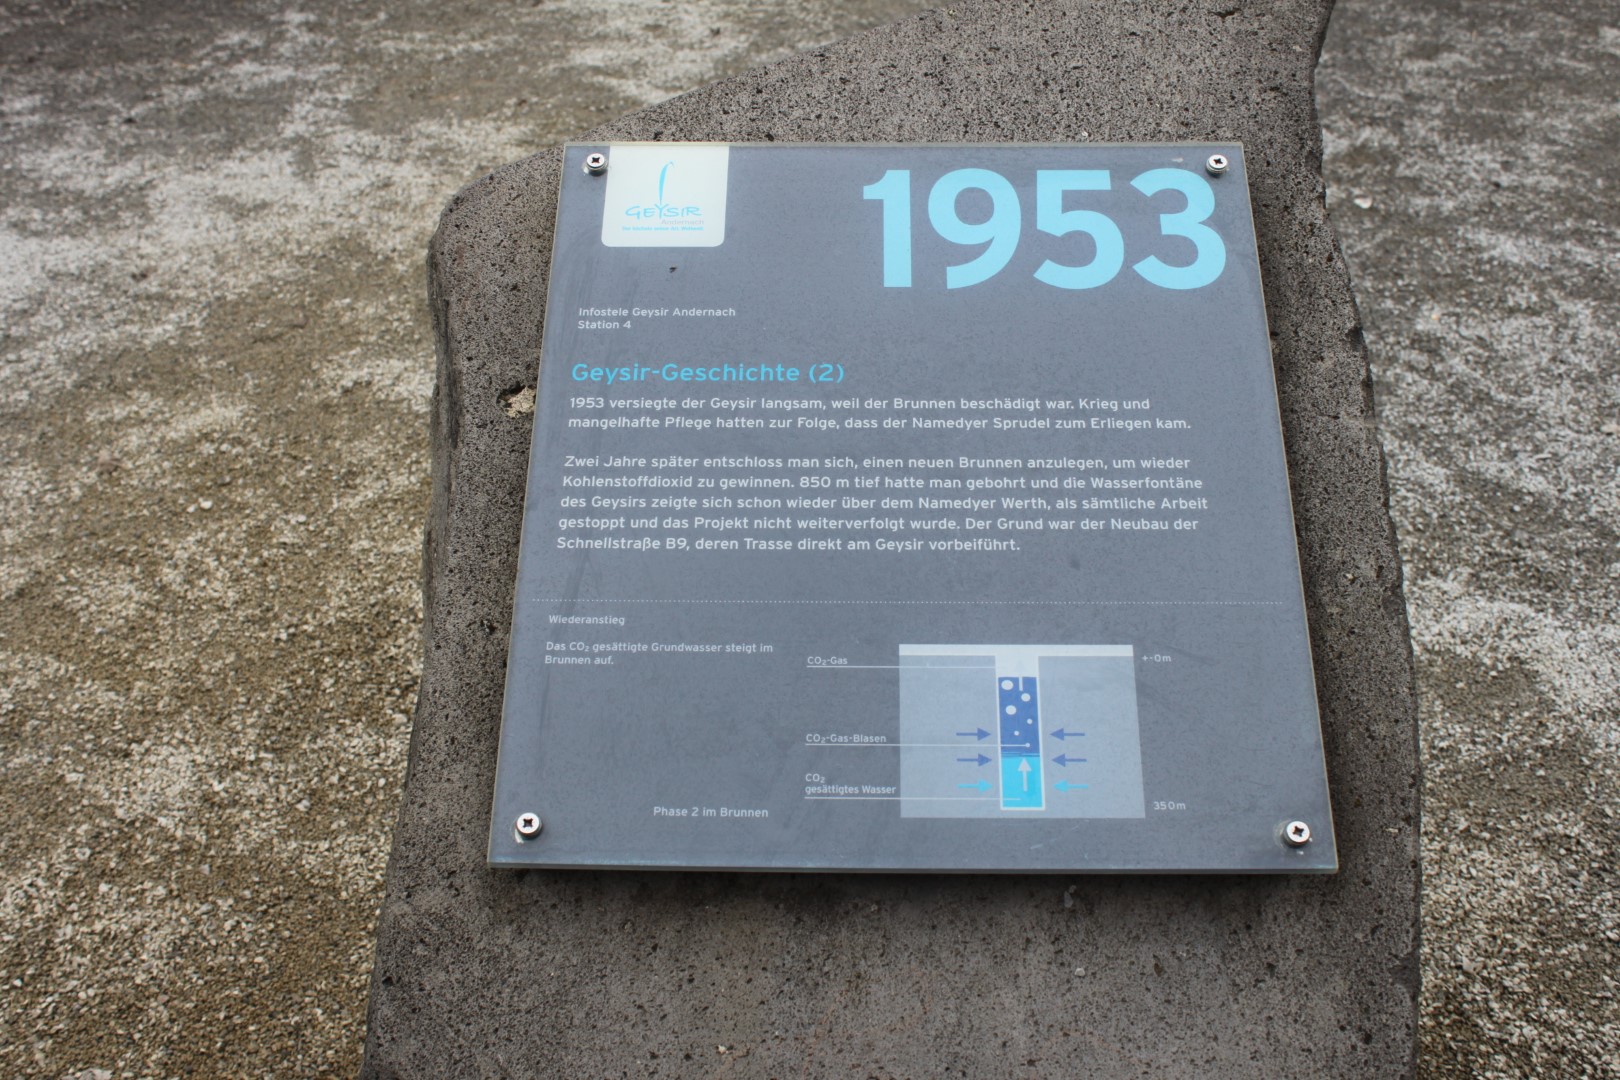 GEYSIR
Andernach
1953
Infostele Geysir Andernach
Station 4
Geysir-Geschichte (2)
1953 versiegte der Geysir langsam, weil der Brunnen beschädigt war. Krieg und
mangelhafte Pflege hatten zur Folge, dass der Namedyer Sprudel zum Erliegen kam.
Zwei Jahre später entschloss man sich, einen neuen Brunnen anzulegen, um wieder
Kohlenstoffdioxid zu gewinnen. 850 m tief hatte man gebohrt und die Wasserfontäne
des Geysirs zeigte sich schon wieder über dem Namedyer Werth, als sämtliche Arbeit
gestoppt und das Projekt nicht weiterverfolgt wurde. Der Grund war der Neubau der
Schnellstraße B9, deren Trasse direkt am Geysir vorbeiführt.
Wiederanstieg
Das CO₂ gesättigte Grundwasser steigt im
Brunnen auf.
CO₂-Gas
+-0m
CO₂-Gas-Blasen
CO₂
gesättigtes Wasser
350m
Phase 2 im Brunnen